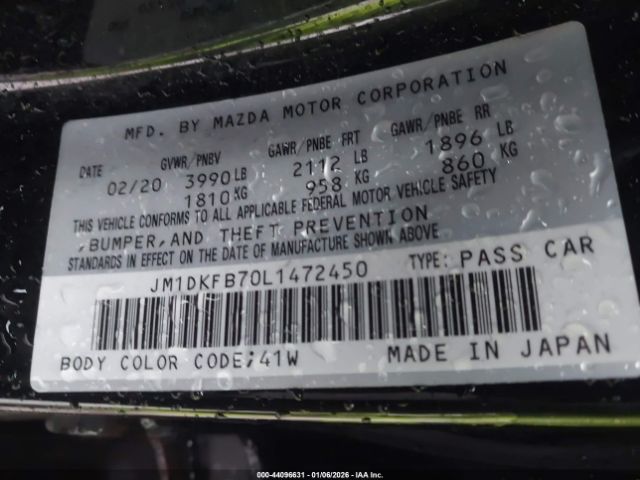 MFD. BY MAZDA MOTOR CORPORATION
DATE GVWR/PNBV GAWR/PNBE FRT GAWR/PNBE RR
02/20 3990 LB 2112 LB 1896 LB
1810 KG 958 KG 860 KG
THIS VEHICLE CONFORMS TO ALL APPLICABLE FEDERAL MOTOR VEHICLE SAFETY
,BUMPER,AND THEFT PREVENTION
STANDARDS IN EFFECT ON THE DATE OF MANUFACTURE SHOWN ABOVE
JM1DKFB70L1472450 TYPE: PASS CAR
BODY COLOR CODE;41W MADE IN JAPAN
000-44096631 - 01/06/2026 - IAA Inc.